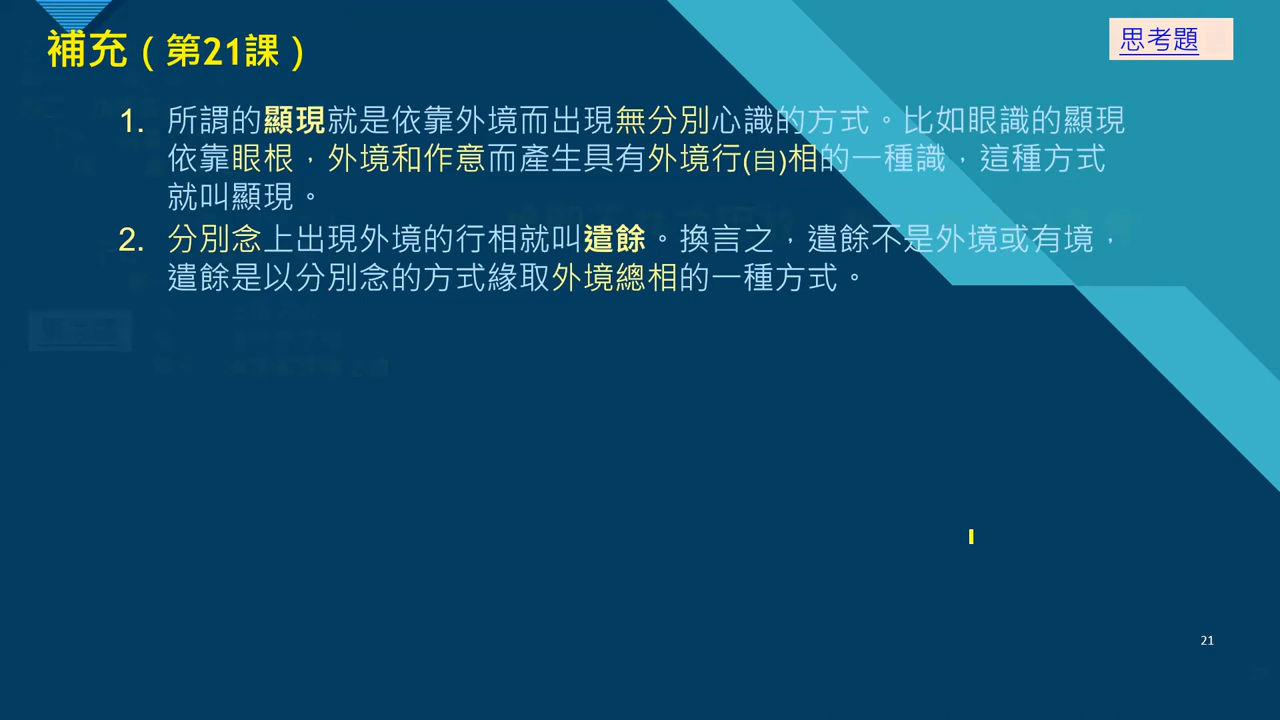 補充（第21課）
思考題
1. 所謂的顯現就是依靠外境而出現無分別心識的方式。比如眼識的顯現
依靠眼根，外境和作意而產生具有外境行(自)相的一種識，這種方式
就叫顯現。
2. 分別念上出現外境的行相就叫遣餘。換言之，遣餘不是外境或有境，
遣餘是以分別念的方式緣取外境總相的一種方式。
21